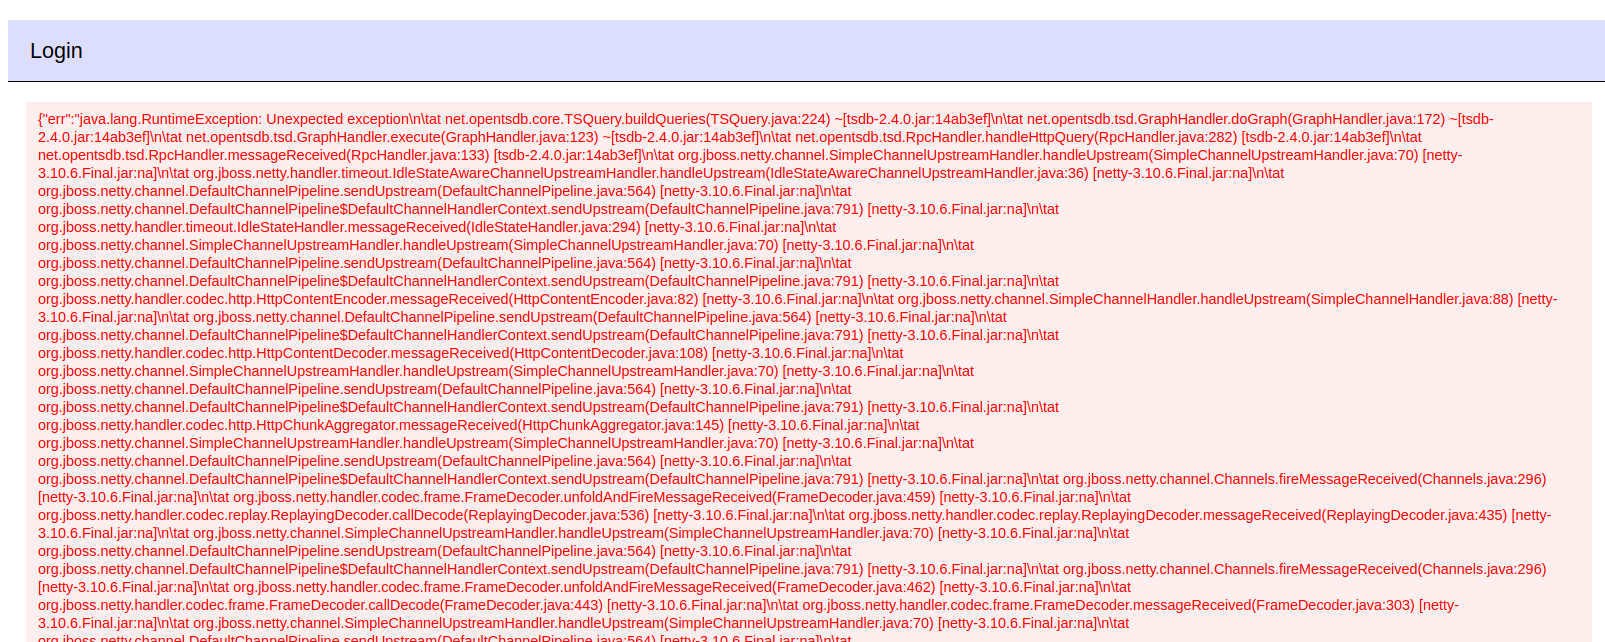 Login
{"err":"java.lang.RuntimeException: Unexpected exception\n\tat net.opentsdb.core.TSQuery.buildQueries(TSQuery.java:224) ~[tsdb-2.4.0.jar:14ab3ef]\n\tat net.opentsdb.tsd.GraphHandler.doGraph(GraphHandler.java:172) ~[tsdb-
2.4.0.jar:14ab3ef]\n\tat net.opentsdb.tsd.GraphHandler.execute(GraphHandler.java:123) ~[tsdb-2.4.0.jar:14ab3ef]\n\tat net.opentsdb.tsd.RpcHandler.handleHttpQuery(RpcHandler.java:282) [tsdb-2.4.0.jar:14ab3ef]\n\tat
net.opentsdb.tsd.RpcHandler.messageReceived(RpcHandler.java:133) [tsdb-2.4.0.jar:14ab3ef]\n\tat org.jboss.netty.channel.SimpleChannelUpstreamHandler.handleUpstream(SimpleChannelUpstreamHandler.java:70) [netty-
3.10.6.Final.jar:na]\n\tat org.jboss.netty.handler.timeout.IdleStateAwareChannelUpstreamHandler.handleUpstream(IdleStateAwareChannelUpstreamHandler.java:36) [netty-3.10.6.Final.jar:na]\n\tat
org.jboss.netty.channel.DefaultChannelPipeline.sendUpstream(DefaultChannelPipeline.java:564) [netty-3.10.6.Final.jar:na]\n\tat
org.jboss.netty.channel.DefaultChannelPipeline$DefaultChannelHandlerContext.sendUpstream(DefaultChannelPipeline.java:791) [netty-3.10.6.Final.jar:na]\n\tat
org.jboss.netty.handler.timeout.IdleStateHandler.messageReceived(IdleStateHandler.java:294) [netty-3.10.6.Final.jar:na]\n\tat
org.jboss.netty.channel.SimpleChannelUpstreamHandler.handleUpstream(SimpleChannelUpstreamHandler.java:70) [netty-3.10.6.Final.jar:na]\n\tat
org.jboss.netty.channel.DefaultChannelPipeline.sendUpstream(DefaultChannelPipeline.java:564) [netty-3.10.6.Final.jar:na]\n\tat
org.jboss.netty.channel.DefaultChannelPipeline$DefaultChannelHandlerContext.sendUpstream(DefaultChannelPipeline.java:791) [netty-3.10.6.Final.jar:na]\n\tat
org.jboss.netty.handler.codec.http.HttpContentEncoder.messageReceived(HttpContentEncoder.java:82) [netty-3.10.6.Final.jar:na]\n\tat org.jboss.netty.channel.SimpleChannelHandler.handleUpstream(SimpleChannelHandler.java:88) [netty-
3.10.6.Final.jar:na]\n\tat org.jboss.netty.channel.DefaultChannelPipeline.sendUpstream(DefaultChannelPipeline.java:564) [netty-3.10.6.Final.jar:na]\n\tat
org.jboss.netty.channel.DefaultChannelPipeline$DefaultChannelHandlerContext.sendUpstream(DefaultChannelPipeline.java:791) [netty-3.10.6.Final.jar:na]\n\tat
org.jboss.netty.handler.codec.http.HttpContentDecoder.messageReceived(HttpContentDecoder.java:108) [netty-3.10.6.Final.jar:na]\n\tat
org.jboss.netty.channel.SimpleChannelUpstreamHandler.handleUpstream(SimpleChannelUpstreamHandler.java:70) [netty-3.10.6.Final.jar:na]\n\tat
org.jboss.netty.channel.DefaultChannelPipeline.sendUpstream(DefaultChannelPipeline.java:564) [netty-3.10.6.Final.jar:na]\n\tat
org.jboss.netty.channel.DefaultChannelPipeline$DefaultChannelHandlerContext.sendUpstream(DefaultChannelPipeline.java:791) [netty-3.10.6.Final.jar:na]\n\tat
org.jboss.netty.handler.codec.http.HttpChunkAggregator.messageReceived(HttpChunkAggregator.java:145) [netty-3.10.6.Final.jar:na]\n\tat
org.jboss.netty.channel.SimpleChannelUpstreamHandler.handleUpstream(SimpleChannelUpstreamHandler.java:70) [netty-3.10.6.Final.jar:na]\n\tat
org.jboss.netty.channel.DefaultChannelPipeline.sendUpstream(DefaultChannelPipeline.java:564) [netty-3.10.6.Final.jar:na]\n\tat
org.jboss.netty.channel.DefaultChannelPipeline$DefaultChannelHandlerContext.sendUpstream(DefaultChannelPipeline.java:791) [netty-3.10.6.Final.jar:na]\n\tat org.jboss.netty.channel.Channels.fireMessageReceived(Channels.java:296)
[netty-3.10.6.Final.jar:na]\n\tat org.jboss.netty.handler.codec.frame.FrameDecoder.unfoldAndFireMessageReceived(FrameDecoder.java:459) [netty-3.10.6.Final.jar:na]\n\tat
org.jboss.netty.handler.codec.replay.ReplayingDecoder.callDecode(ReplayingDecoder.java:536) [netty-3.10.6.Final.jar:na]\n\tat org.jboss.netty.handler.codec.replay.ReplayingDecoder.messageReceived(ReplayingDecoder.java:435) [netty-
3.10.6.Final.jar:na]\n\tat org.jboss.netty.channel.SimpleChannelUpstreamHandler.handleUpstream(SimpleChannelUpstreamHandler.java:70) [netty-3.10.6.Final.jar:na]\n\tat
org.jboss.netty.channel.DefaultChannelPipeline.sendUpstream(DefaultChannelPipeline.java:564) [netty-3.10.6.Final.jar:na]\n\tat
org.jboss.netty.channel.DefaultChannelPipeline$DefaultChannelHandlerContext.sendUpstream(DefaultChannelPipeline.java:791) [netty-3.10.6.Final.jar:na]\n\tat org.jboss.netty.channel.Channels.fireMessageReceived(Channels.java:296)
[netty-3.10.6.Final.jar:na]\n\tat org.jboss.netty.handler.codec.frame.FrameDecoder.unfoldAndFireMessageReceived(FrameDecoder.java:462) [netty-3.10.6.Final.jar:na]\n\tat
org.jboss.netty.handler.codec.frame.FrameDecoder.callDecode(FrameDecoder.java:443) [netty-3.10.6.Final.jar:na]\n\tat org.jboss.netty.handler.codec.frame.FrameDecoder.messageReceived(FrameDecoder.java:303) [netty-
3.10.6.Final.jar:na]\n\tat org.jboss.netty.channel.SimpleChannelUpstreamHandler.handleUpstream(SimpleChannelUpstreamHandler.java:70) [netty-3.10.6.Final.jar:na]\n\tat
org.jboss.netty.channel.DefaultChannelPipeline.sendUpstream(DefaultChannelPipeline.java:564) [netty-3.10.6.Final.jar:na]\n\tat